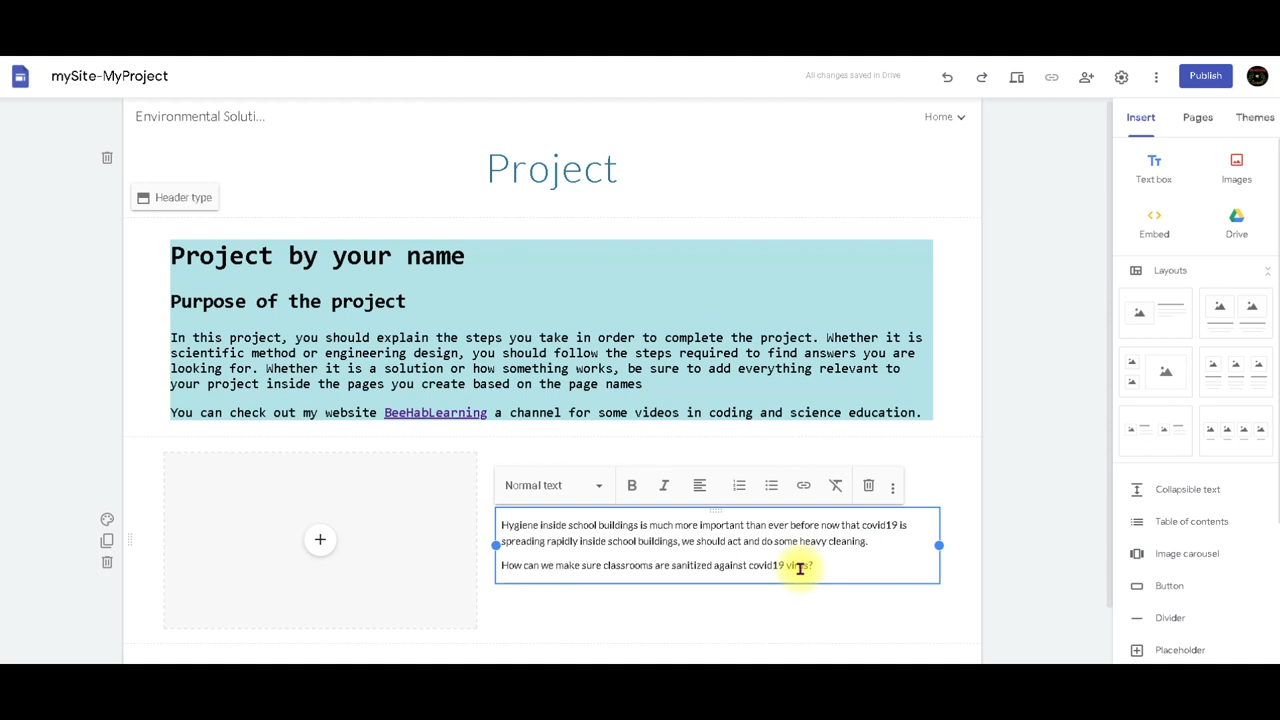 mySite-MyProject
All changes saved in Drive
Publish
Environmental Soluti...
Home
Insert
Pages
Themes
Project
Header type
Text box
Images
Embed
Drive
Layouts
Project by your name
Purpose of the project
In this project, you should explain the steps you take in order to complete the project. Whether it is
scientific method or engineering design, you should follow the steps required to find answers you are
looking for. Whether it is a solution or how something works, be sure to add everything relevant to
your project inside the pages you create based on the page names
You can check out my website BeeHabLearning a channel for some videos in coding and science education.
Normal text
Hygiene inside school buildings is much more important than ever before now that covid19 is
spreading rapidly inside school buildings, we should act and do some heavy cleaning.
How can we make sure classrooms are sanitized against covid19 virus?
Collapsible text
Table of contents
Image carousel
Button
Divider
Placeholder